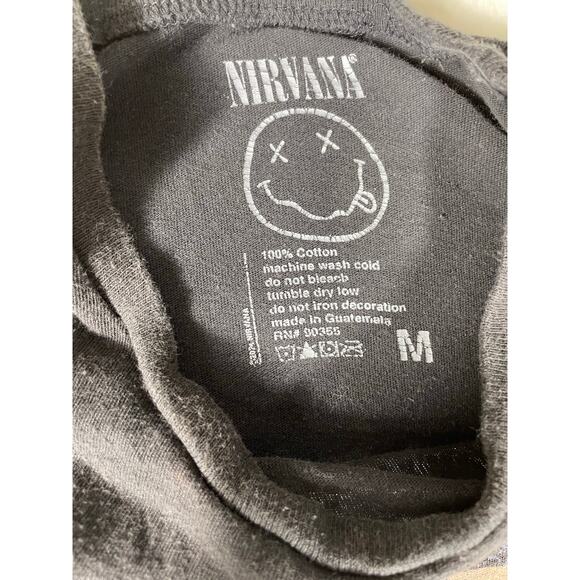 NIRVANA®
100% Cotton
machine wash cold
do not bleach
tumble dry low
do not iron decoration
made in Guatemala
RN# 90355
M
NIRVANA